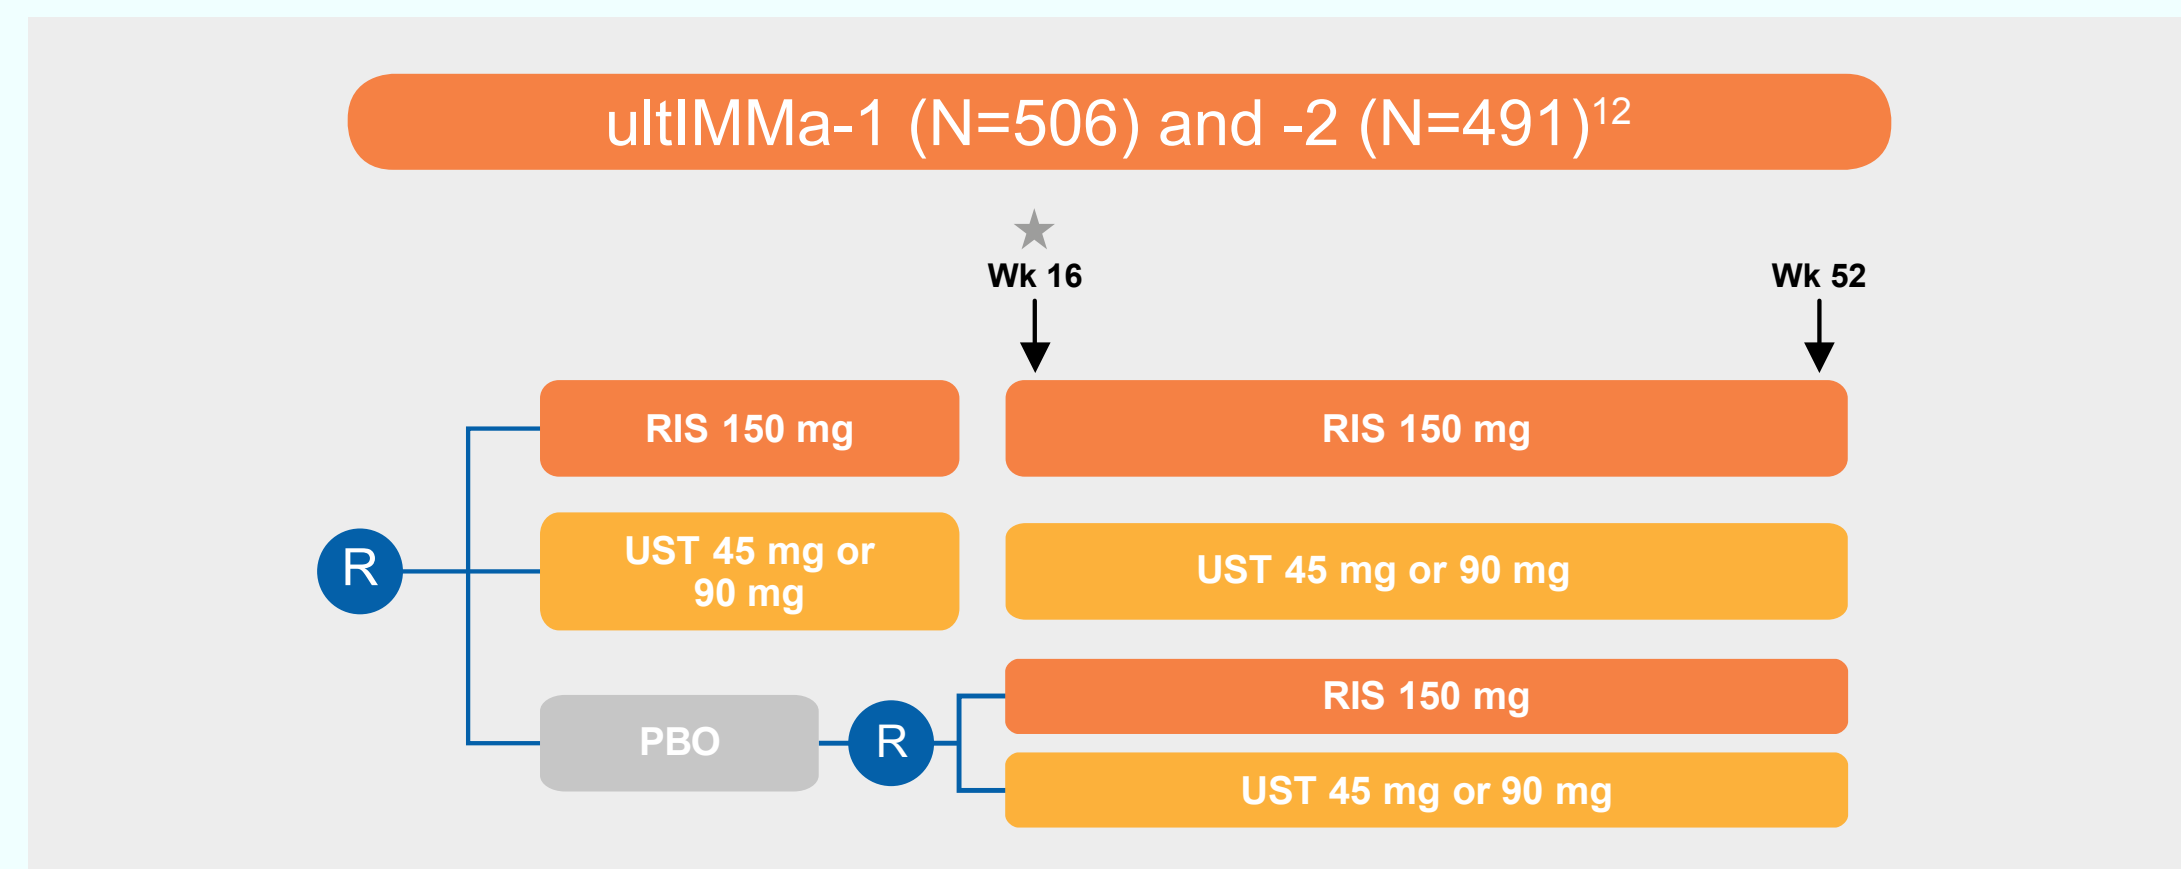 ultIMMa-1 (N=506) and -2 (N=491)12
Wk 16
Wk 52
RIS 150 mg
RIS 150 mg
R
UST 45 mg or
90 mg
UST 45 mg or 90 mg
PBO
R
RIS 150 mg
UST 45 mg or 90 mg